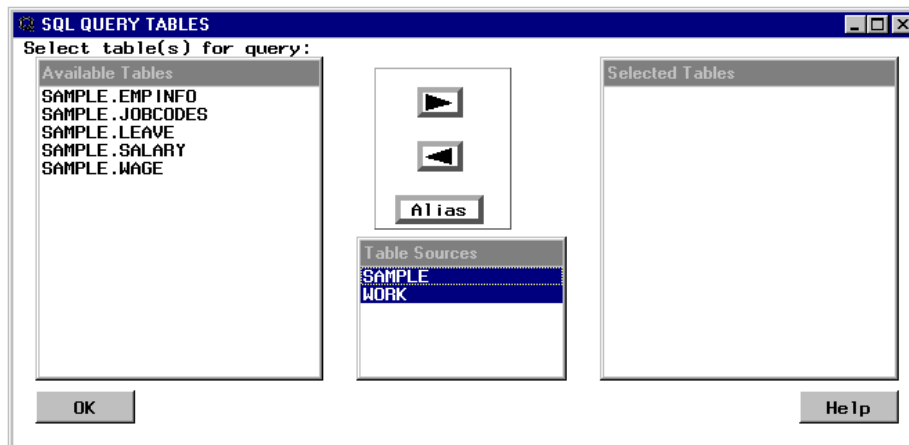 SQL QUERY TABLES
Select table(s) for query:
Available Tables
SAMPLE.EMPINFO
SAMPLE.JOBCODES
SAMPLE.LEAVE
SAMPLE.SALARY
SAMPLE.WAGE
Alias
Table Sources
SAMPLE
WORK
Selected Tables
OK
Help